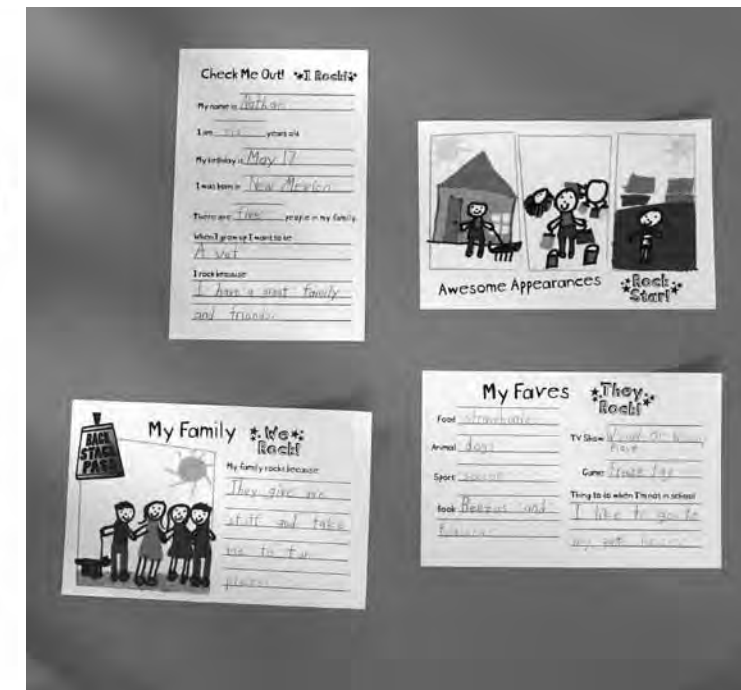 Check Me Out! I Rock!
My name is Nathan
I am six years old
My birthday is May 17
I was born in New Mexico
There are five people in my family.
When I grow up I want to be
A vet
I rock because
I have a great family
and friends
Awesome Appearances Rock Star!
BACK STAGE PASS
My Family We Rock!
My family rocks because
They give me
stuff and take
me to fun
places
My Faves They Rock!
Food
Animal dogs
Sport soccer
Book Beezus and
Ramona
TV Show
Game freeze tag
Thing to do when I'm not in school
I like to go to
my